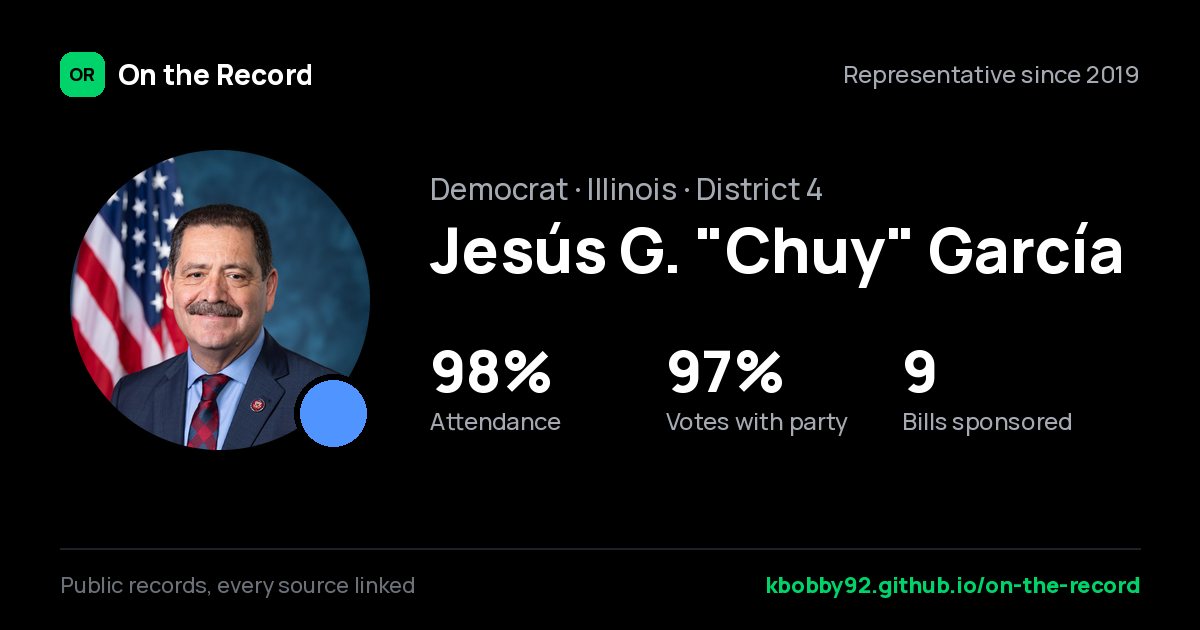 OR On the Record
Representative since 2019
Democrat · Illinois · District 4
Jesús G. "Chuy" García
98% 97% 9
Attendance Votes with party Bills sponsored
Public records, every source linked
kbobby92.github.io/on-the-record